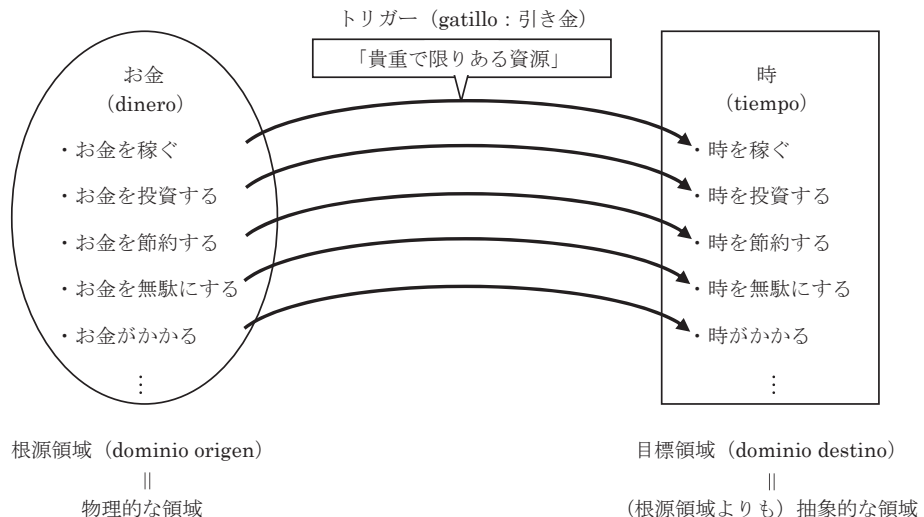 トリガー（gatillo：引き金）
「貴重で限りある資源」
お金
（dinero）
・お金を稼ぐ
・お金を投資する
・お金を節約する
・お金を無駄にする
・お金がかかる
⋮
時
（tiempo）
・時を稼ぐ
・時を投資する
・時を節約する
・時を無駄にする
・時がかかる
⋮
根源領域（dominio origen）
||
物理的な領域
目標領域（dominio destino）
||
（根源領域よりも）抽象的な領域